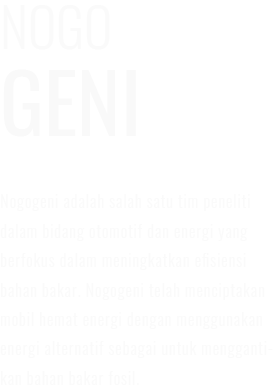 NOGO
GENI
Nogogeni adalah salah satu tim peneliti
dalam bidang otomotif dan energi yang
berfokus dalam meningkatkan efisiensi
bahan bakar. Nogogeni telah menciptakan
mobil hemat energi dengan menggunakan
energi alternatif sebagai untuk mengganti-
kan bahan bakar fosil.